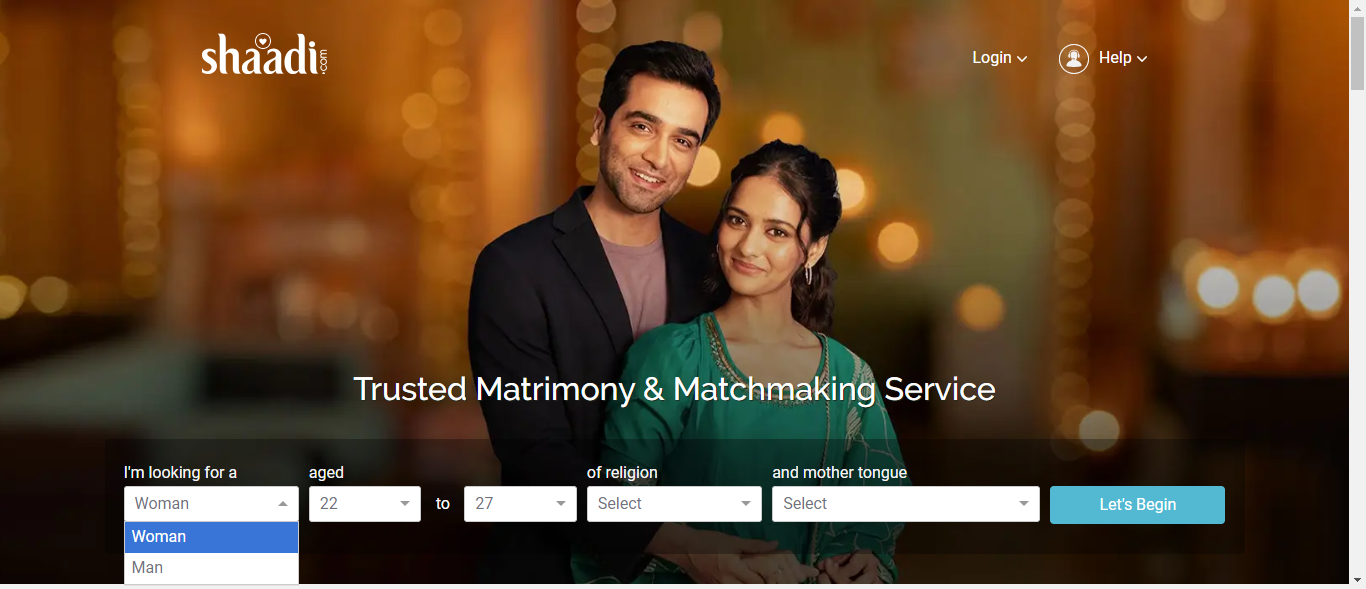 shaadi.com
Login
Help
Trusted Matrimony & Matchmaking Service
I'm looking for a
aged
of religion
and mother tongue
Woman
22
to
27
Select
Select
Let's Begin
Woman
Man